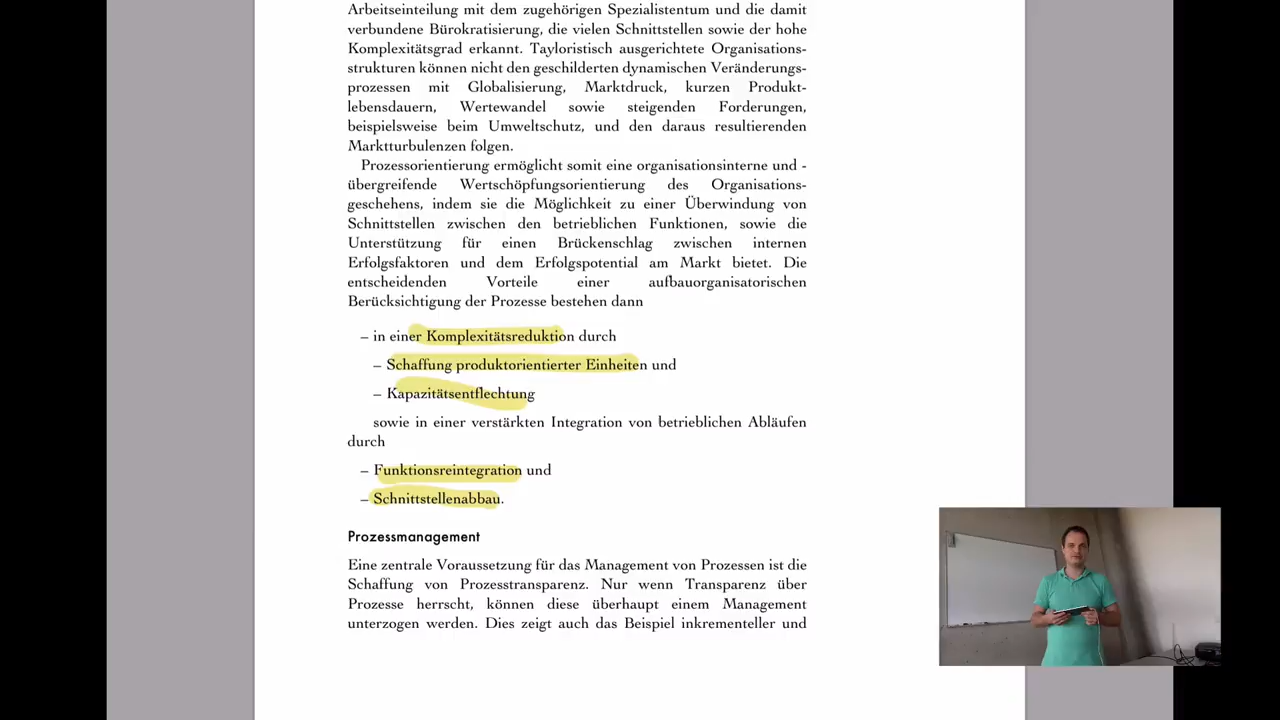 Arbeitseinteilung mit dem zugehörigen Spezialistentum und die damit
verbundene Bürokratisierung, die vielen Schnittstellen sowie der hohe
Komplexitätsgrad erkannt. Tayloristisch ausgerichtete Organisations-
strukturen können nicht den geschilderten dynamischen Veränderungs-
prozessen mit Globalisierung, Marktdruck, kurzen Produkt-
lebensdauern, Wertewandel sowie steigenden Forderungen,
beispielsweise beim Umweltschutz, und den daraus resultierenden
Marktturbulenzen folgen.
Prozessorientierung ermöglicht somit eine organisationsinterne und -
übergreifende Wertschöpfungsorientierung des Organisations-
geschehens, indem sie die Möglichkeit zu einer Überwindung von
Schnittstellen zwischen den betrieblichen Funktionen, sowie die
Unterstützung für einen Brückenschlag zwischen internen
Erfolgsfaktoren und dem Erfolgspotential am Markt bietet. Die
entscheidenden Vorteile einer aufbauorganisatorischen
Berücksichtigung der Prozesse bestehen dann
– in einer Komplexitätsreduktion durch
– Schaffung produktorientierter Einheiten und
– Kapazitätsentflechtung
sowie in einer verstärkten Integration von betrieblichen Abläufen
durch
– Funktionsreintegration und
– Schnittstellenabbau.
Prozessmanagement
Eine zentrale Voraussetzung für das Management von Prozessen ist die
Schaffung von Prozesstransparenz. Nur wenn Transparenz über
Prozesse herrscht, können diese überhaupt einem Management
unterzogen werden. Dies zeigt auch das Beispiel inkrementeller und